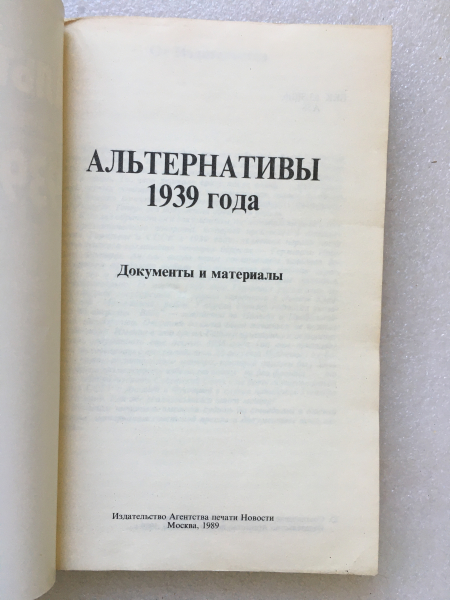 АЛЬТЕРНАТИВЫ
1939 года
Документы и материалы
Издательство Агентства печати Новости
Москва, 1989